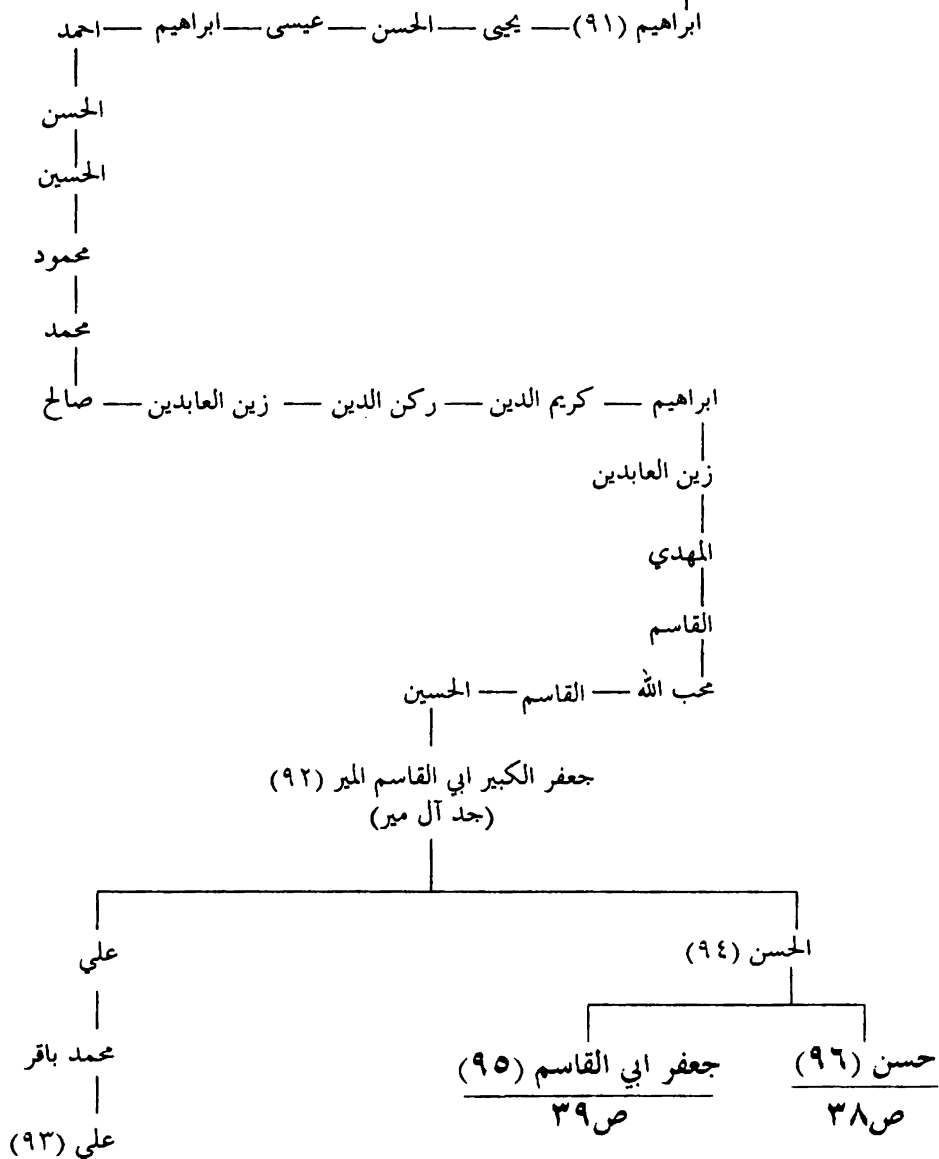 ابراهيم (٩١) — يحيى — الحسن — عيسى — ابراهيم — احمد
الحسن
الحسين
محمود
محمد
ابراهيم — كريم الدين — ركن الدين — زين العابدين — صالح
زين العابدين
المهدي
القاسم
محب الله — القاسم — الحسين
جعفر الكبير ابي القاسم المير (٩٢)
(جد آل مير)
الحسن (٩٤)
علي
حسن (٩٦)
جعفر ابي القاسم (٩٥)
محمد باقر
ص٣٨
ص٣٩
علي (٩٣)